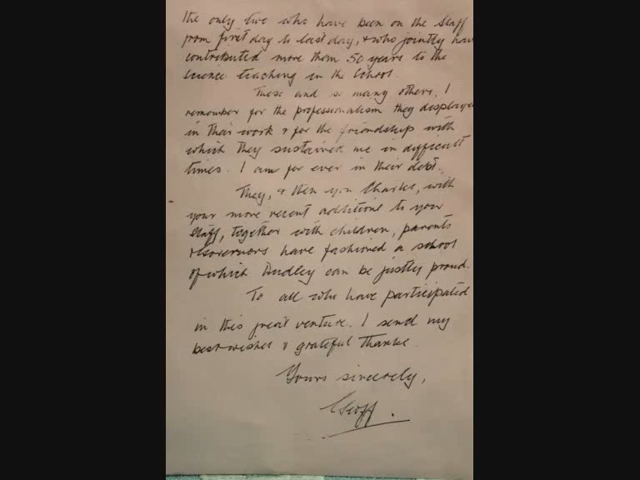 the only two who have been on the staff
from first day to last day, & who jointly have
contributed more than 50 years to the
science teaching in the School.
These and so many others, I
remember for the professionalism they displayed
in their work & for the friendship with
which they sustained me in difficult
times. I am for ever in their debt.
They, & then you Charles, with
your more recent additions to your
staff, together with children, parents
& Governors have fashioned a school
of which Dudley can be justly proud.
To all who have participated
in this great venture. I send my
best wishes & grateful thanks.
Yours sincerely,
Geoff.